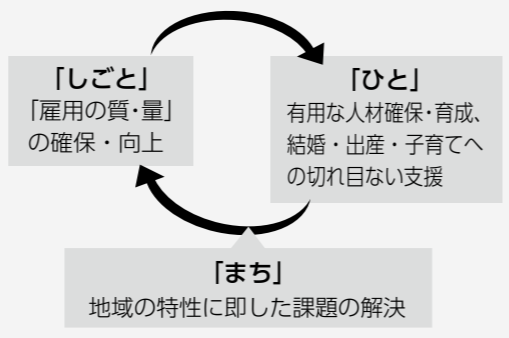 「しごと」
「雇用の質・量」
の確保・向上
「ひと」
有用な人材確保・育成、
結婚・出産・子育てへ
の切れ目ない支援
「まち」
地域の特性に即した課題の解決